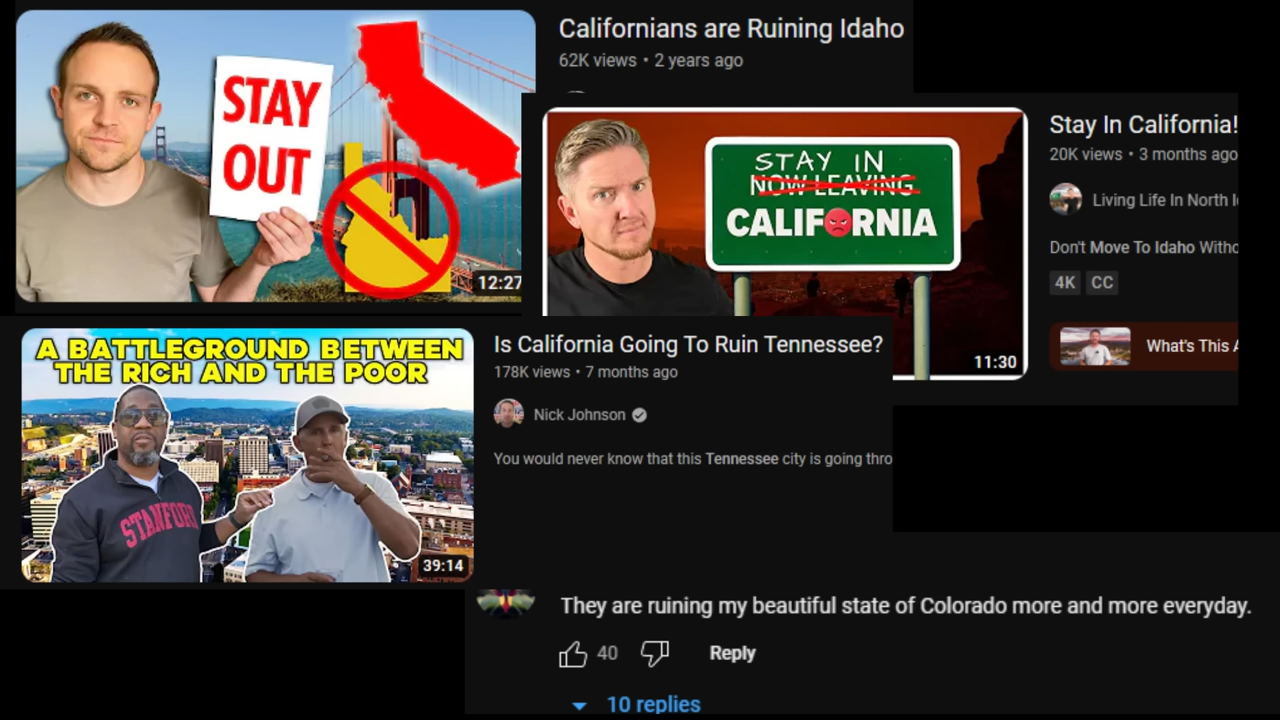 STAY
OUT
12:27
Californians are Ruining Idaho
62K views • 2 years ago
STAY IN
NOW LEAVING
CALIFORNIA
11:30
Stay In California!
20K views • 3 months ago
Living Life In North
Don't Move To Idaho
4K CC
What's This
A BATTLEGROUND BETWEEN
THE RICH AND THE POOR
STANFORD
39:14
Is California Going To Ruin Tennessee?
178K views • 7 months ago
Nick Johnson
You would never know that this Tennessee city is going
They are ruining my beautiful state of Colorado more and more everyday.
40 Reply
10 replies